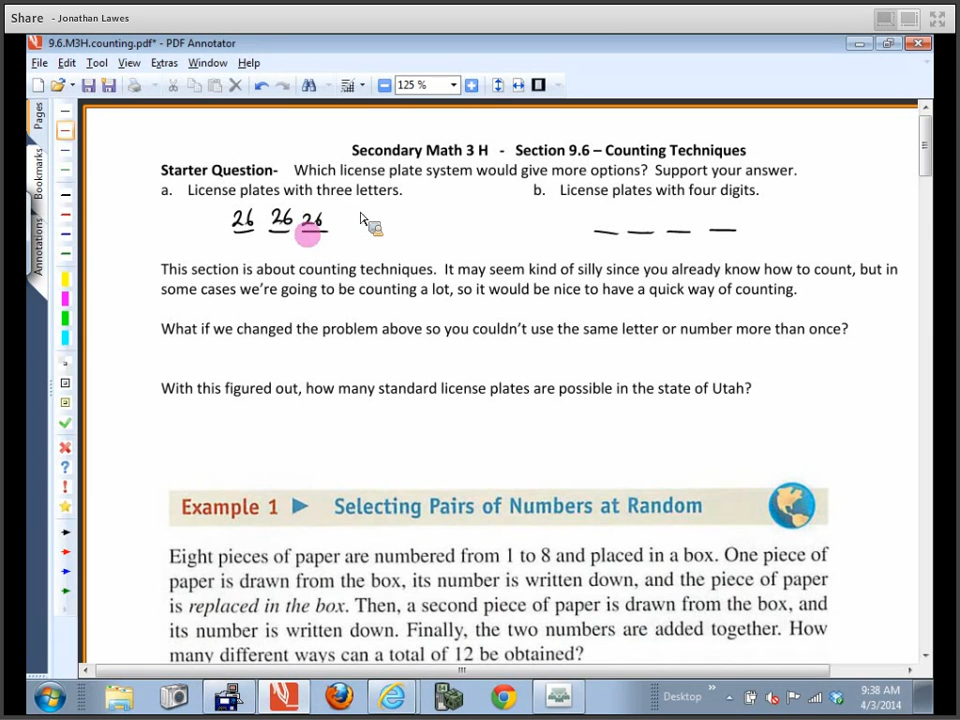 Share - Jonathan Lawes
9.6.M3H.counting.pdf* - PDF Annotator
File Edit Tool View Extras Window Help
125 %
Pages
Bookmarks
Annotations
Secondary Math 3 H - Section 9.6 – Counting Techniques
Starter Question- Which license plate system would give more options? Support your answer.
a. License plates with three letters. b. License plates with four digits.
26 26 26
This section is about counting techniques. It may seem kind of silly since you already know how to count, but in
some cases we're going to be counting a lot, so it would be nice to have a quick way of counting.
What if we changed the problem above so you couldn't use the same letter or number more than once?
With this figured out, how many standard license plates are possible in the state of Utah?
Example 1 Selecting Pairs of Numbers at Random
Eight pieces of paper are numbered from 1 to 8 and placed in a box. One piece of
paper is drawn from the box, its number is written down, and the piece of paper
is replaced in the box. Then, a second piece of paper is drawn from the box, and
its number is written down. Finally, the two numbers are added together. How
many different ways can a total of 12 be obtained?
Desktop
9:38 AM
4/3/2014